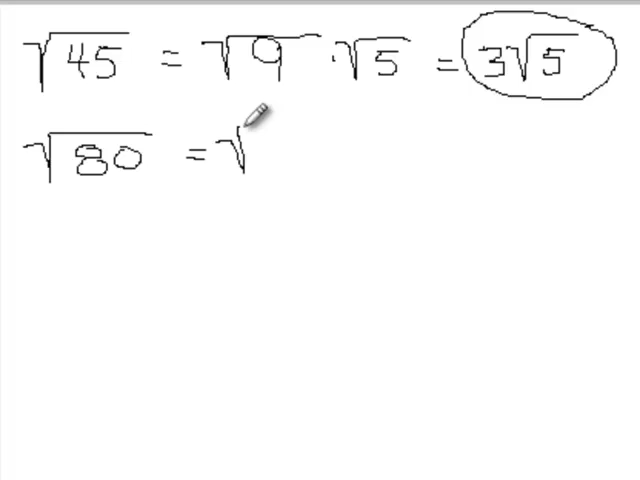 √45 = √9 · √5 = 3√5
√80 = √